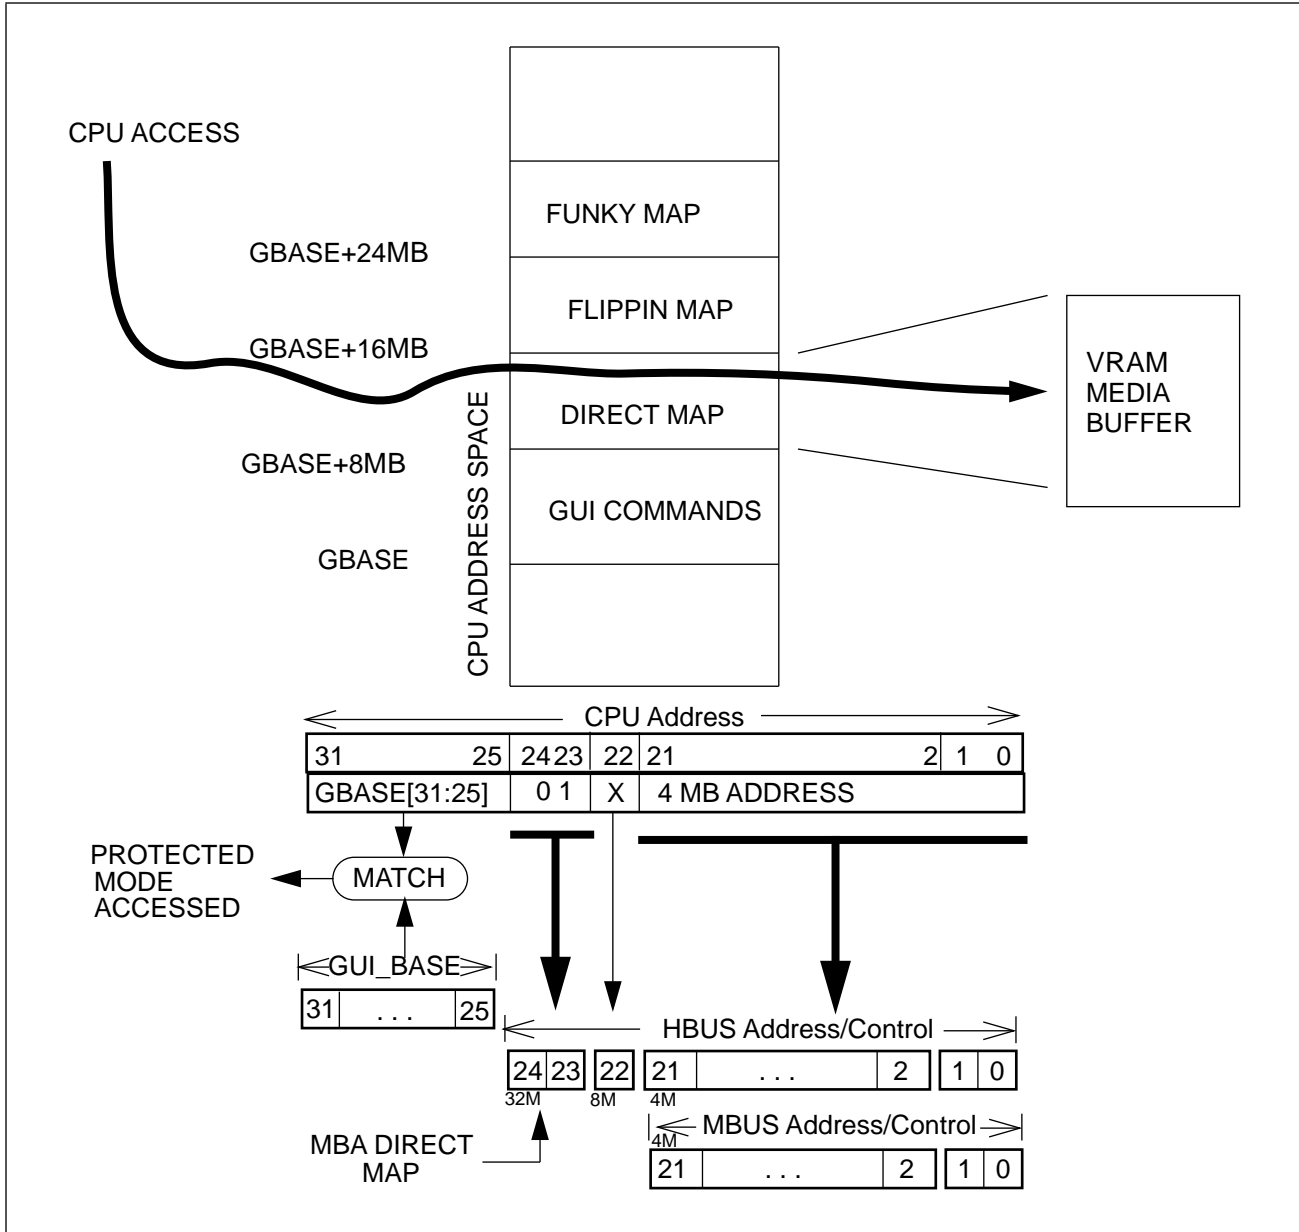 CPU ACCESS
FUNKY MAP
GBASE+24MB
FLIPPIN MAP
GBASE+16MB
VRAM
MEDIA
BUFFER
DIRECT MAP
GBASE+8MB
GUI COMMANDS
GBASE
CPU ADDRESS SPACE
CPU Address
31 25 24 23 22 21 2 1 0
GBASE[31:25] 0 1 X 4 MB ADDRESS
PROTECTED
MODE
ACCESSED
MATCH
GUI_BASE
31 . . . 25
HBUS Address/Control
24 23 22 21 . . . 2 1 0
32M 8M 4M
MBUS Address/Control
4M
21 . . . 2 1 0
MBA DIRECT
MAP